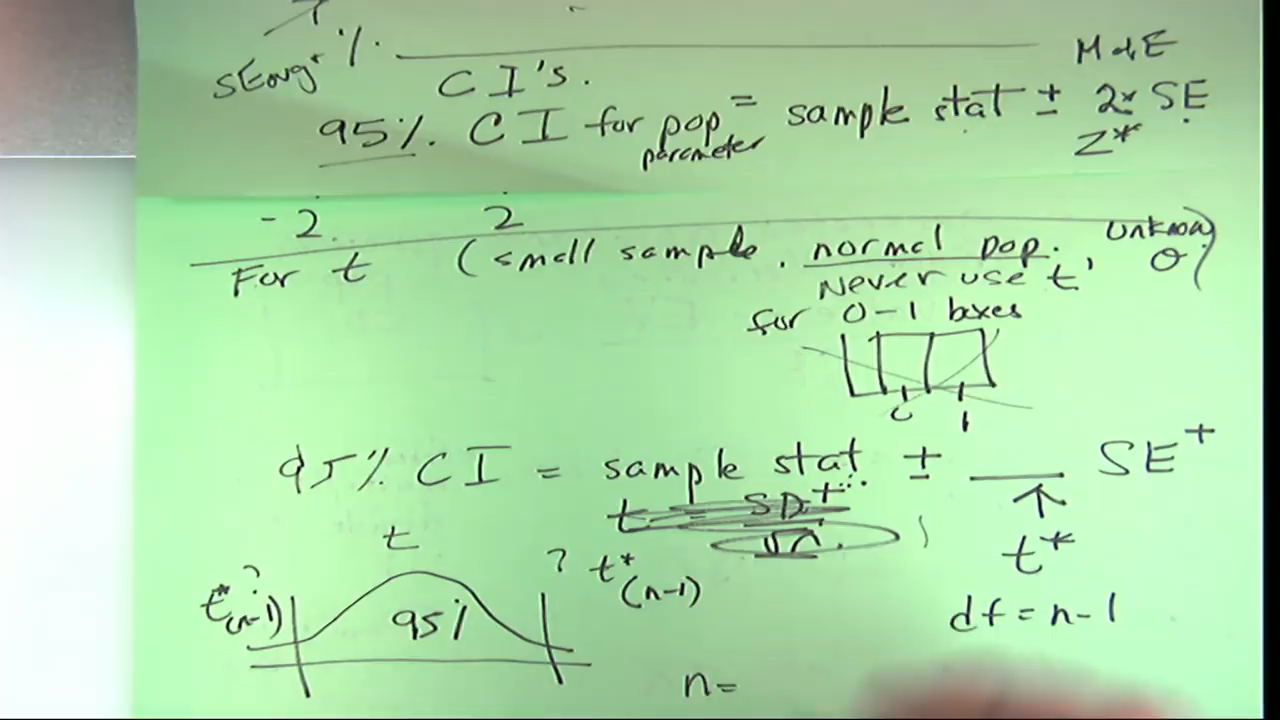 SEavg. %.
CI's.
M of E
95%. CI for pop = sample stat ± 2* SE
parameter
Z*
-2. 2
For t (small sample, normal pop. unknown σ)
Never use t,
for 0-1 boxes
0 1
95% CI = sample stat ± ___ SE+
t = SD+
√n.
t*
t
? t*(n-1)
t*(n-1) ?
95%
df = n-1
n=